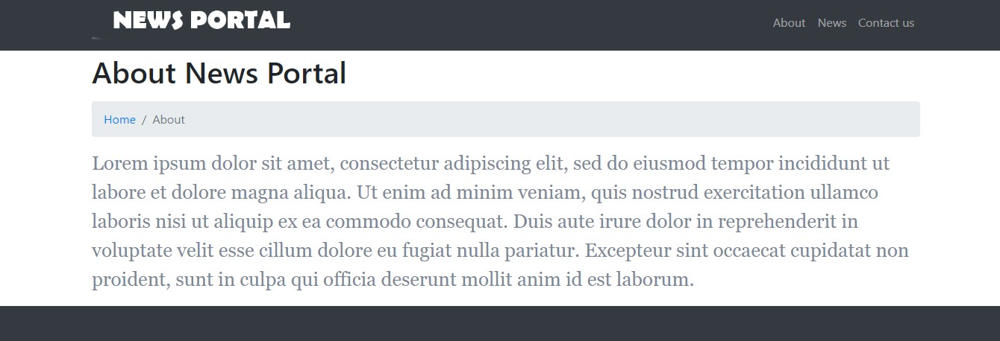 NEWS PORTAL
About News Contact us
About News Portal
Home / About
Lorem ipsum dolor sit amet, consectetur adipiscing elit, sed do eiusmod tempor incididunt ut
labore et dolore magna aliqua. Ut enim ad minim veniam, quis nostrud exercitation ullamco
laboris nisi ut aliquip ex ea commodo consequat. Duis aute irure dolor in reprehenderit in
voluptate velit esse cillum dolore eu fugiat nulla pariatur. Excepteur sint occaecat cupidatat non
proident, sunt in culpa qui officia deserunt mollit anim id est laborum.